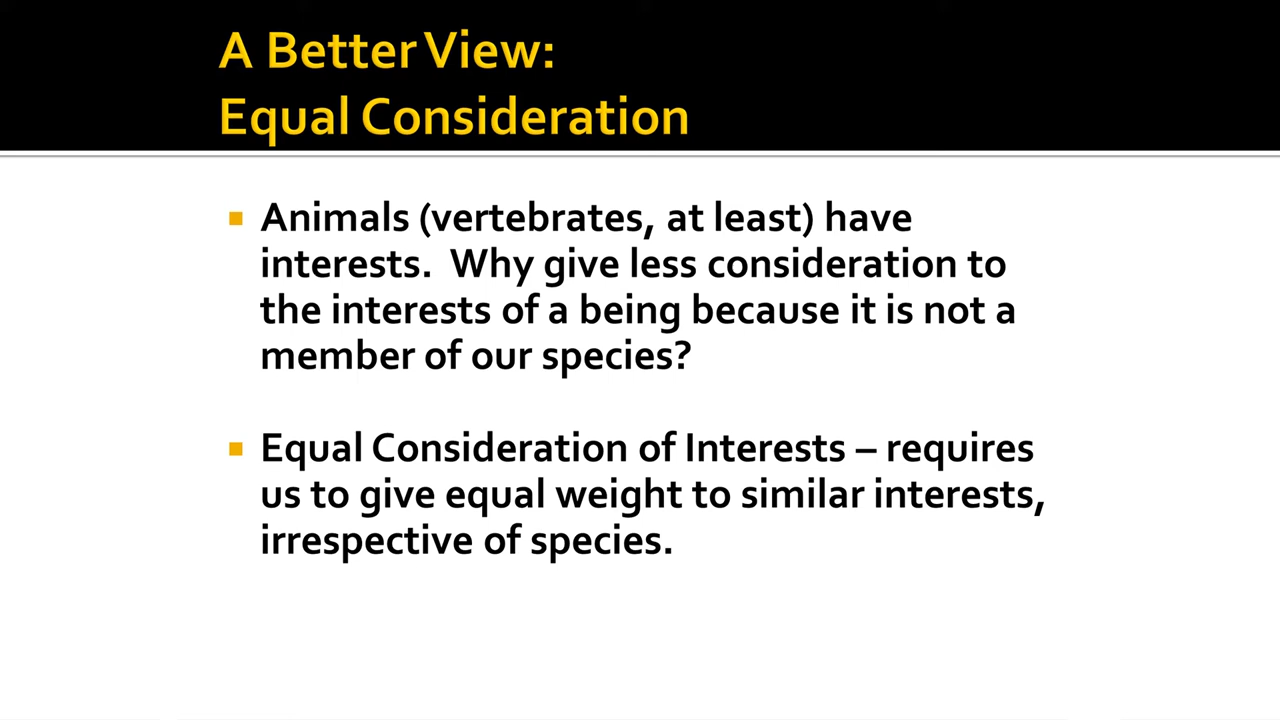 A Better View:
Equal Consideration
Animals (vertebrates, at least) have
interests.  Why give less consideration to
the interests of a being because it is not a
member of our species?
Equal Consideration of Interests – requires
us to give equal weight to similar interests,
irrespective of species.